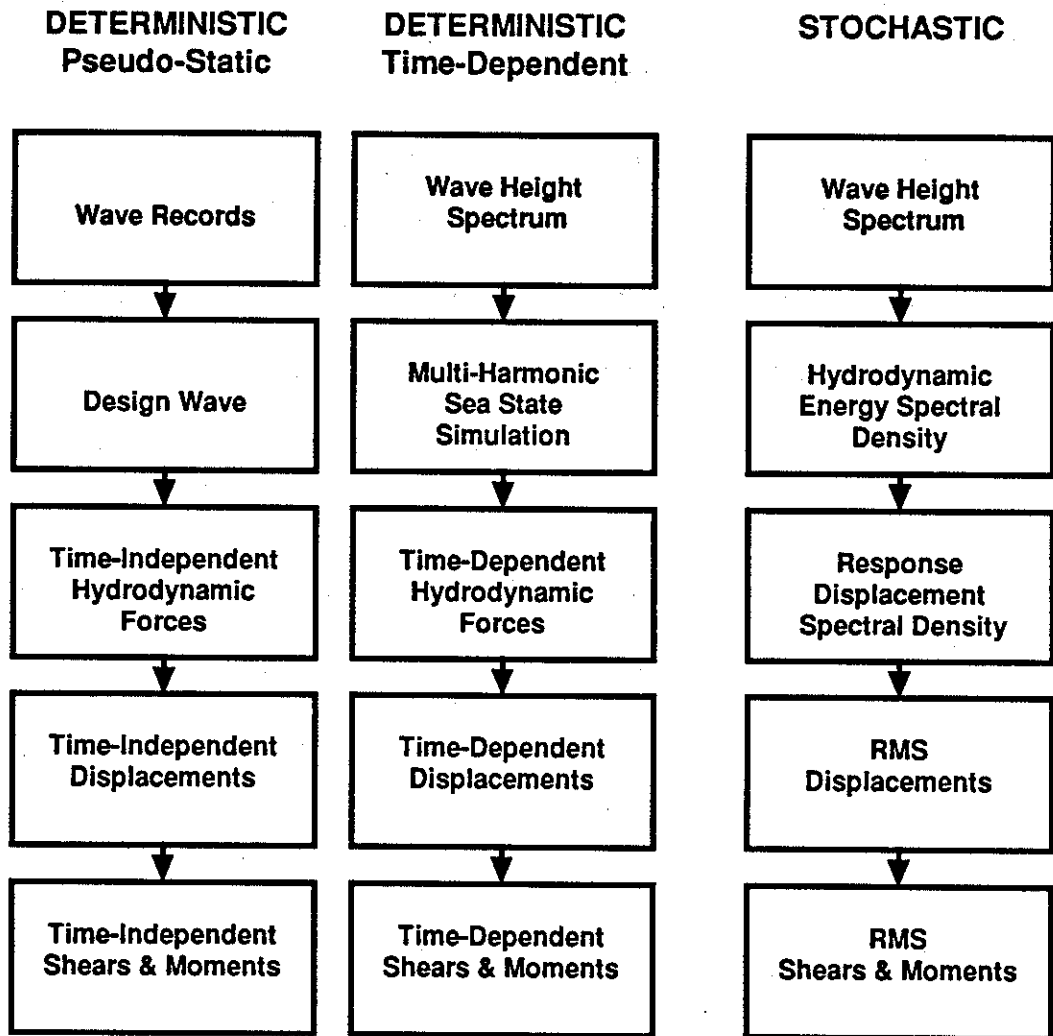 DETERMINISTIC
Pseudo-Static
Wave Records
Design Wave
Time-Independent
Hydrodynamic
Forces
Time-Independent
Displacements
Time-Independent
Shears & Moments
DETERMINISTIC
Time-Dependent
Wave Height
Spectrum
Multi-Harmonic
Sea State
Simulation
Time-Dependent
Hydrodynamic
Forces
Time-Dependent
Displacements
Time-Dependent
Shears & Moments
STOCHASTIC
Wave Height
Spectrum
Hydrodynamic
Energy Spectral
Density
Response
Displacement
Spectral Density
RMS
Displacements
RMS
Shears & Moments